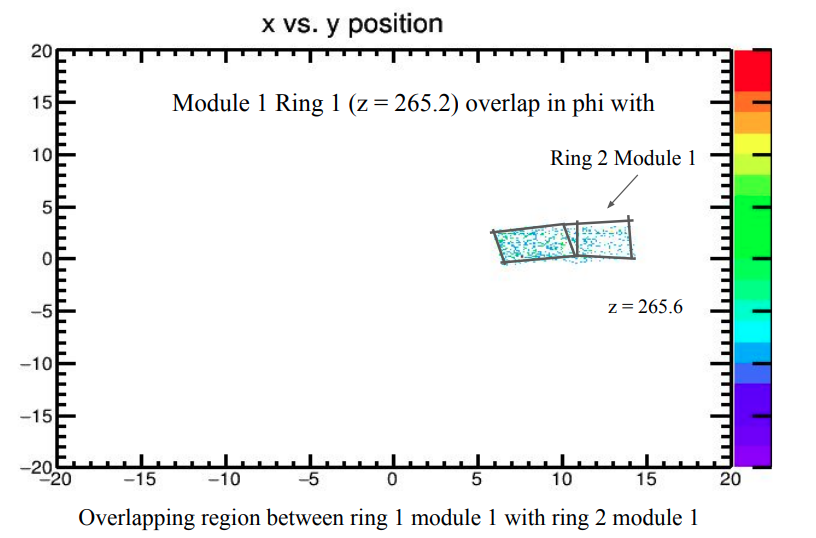 x vs. y position
20
Module 1 Ring 1 (z = 265.2) overlap in phi with
15
Ring 2 Module 1
10
5
0
z = 265.6
−5
−10
−15
−20
−20 −15 −10 −5 0 5 10 15 20
Overlapping region between ring 1 module 1 with ring 2 module 1